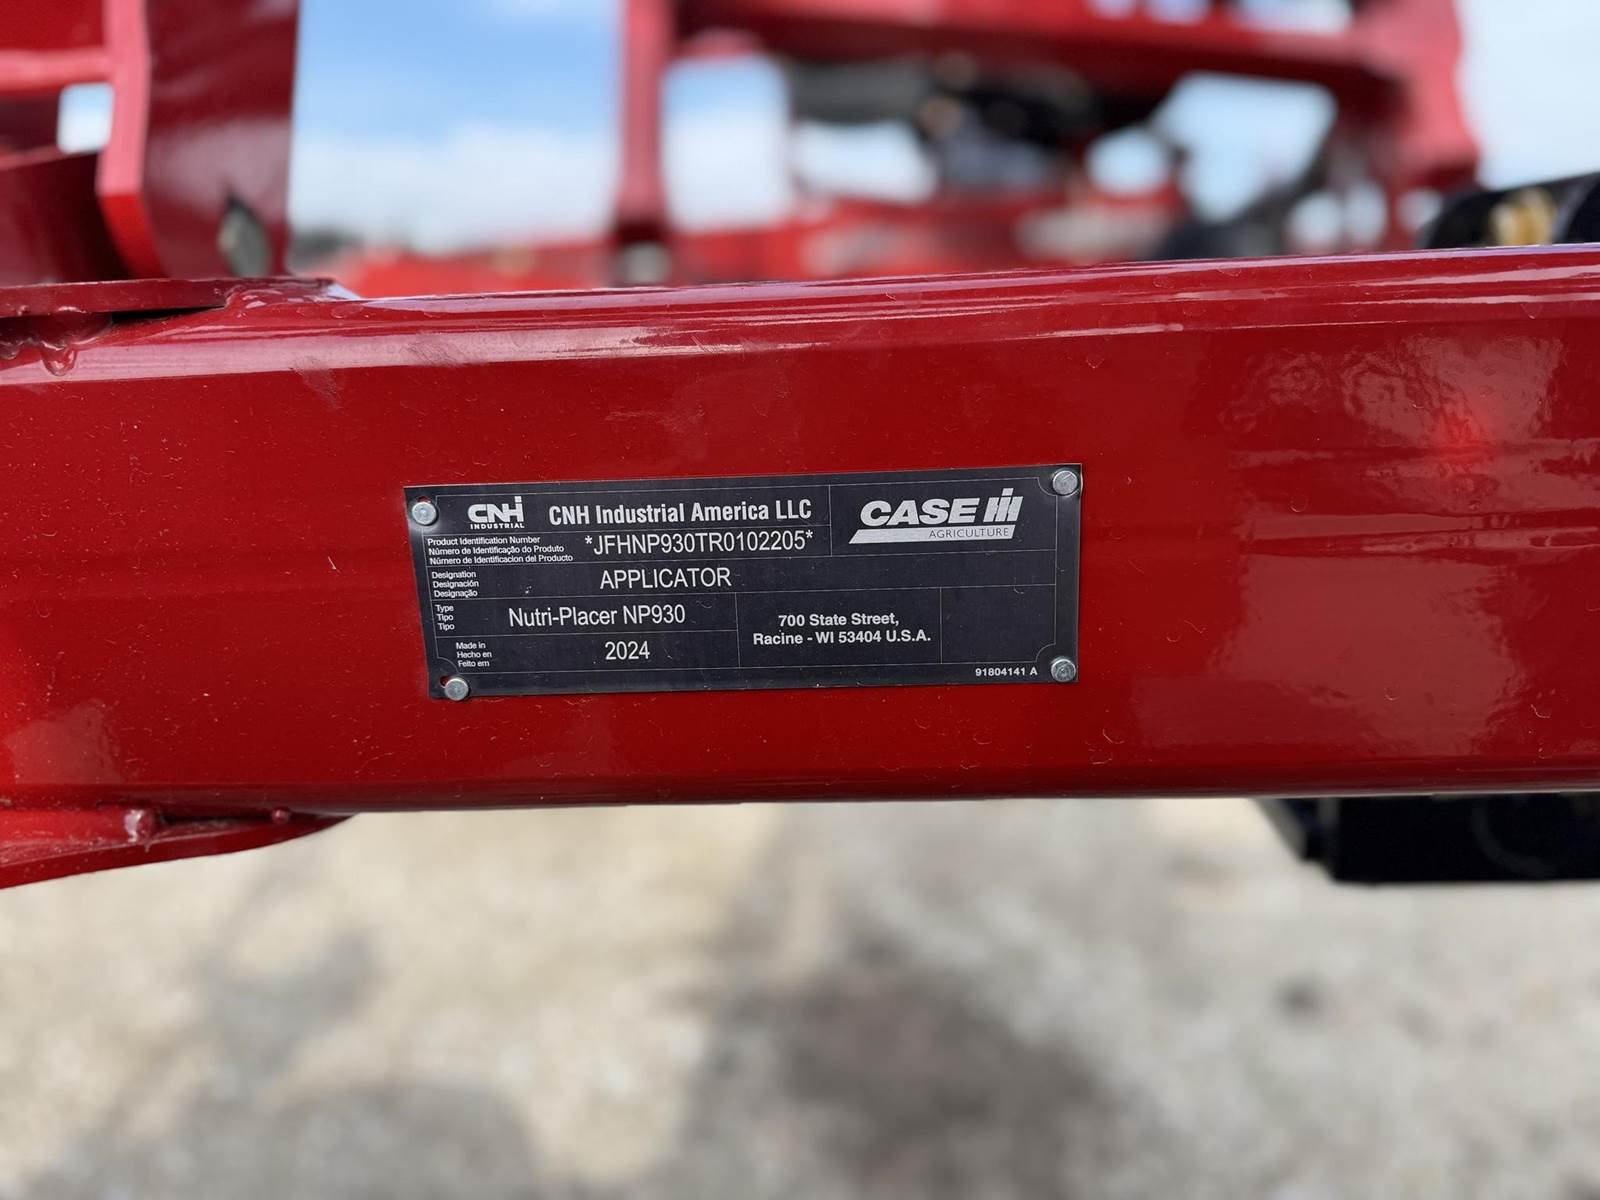 CNH
INDUSTRIAL
CNH Industrial America LLC
CASE IH
AGRICULTURE
Product Identification Number
Número de Identificação do Produto
Número de Identificacion del Producto
*JFHNP930TR0102205*
Designation
Designación
Designação
APPLICATOR
Type
Tipo
Tipo
Nutri-Placer NP930
700 State Street,
Racine - WI 53404 U.S.A.
Made in
Hecho en
Feito em
2024
91804141 A